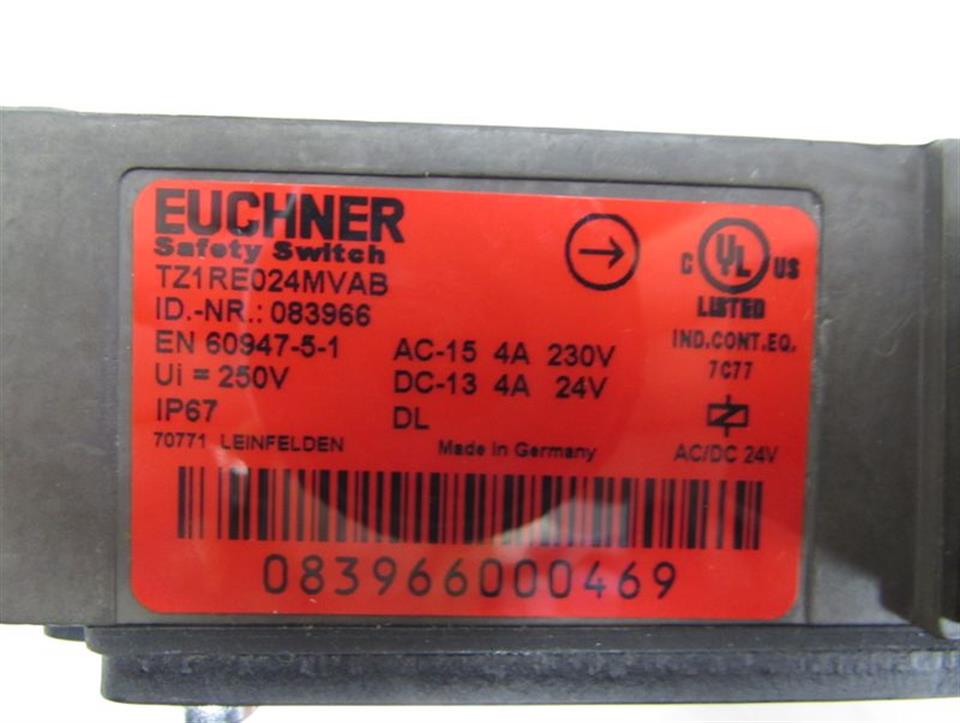 EUCHNER
Safety Switch
TZ1RE024MVAB
ID.-NR.: 083966
EN 60947-5-1
Ui = 250V
IP67
70771 LEINFELDEN
AC-15 4A 230V
DC-13 4A 24V
DL
Made in Germany
C UL US
LISTED
IND.CONT.EQ.
7C77
AC/DC 24V
083966000469